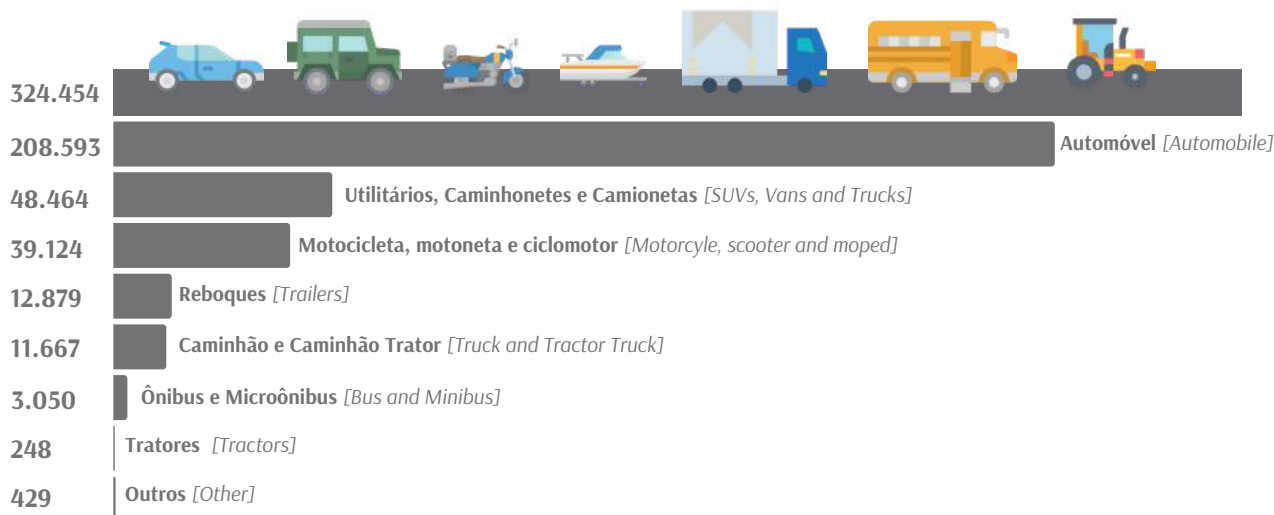 324.454
208.593 Automóvel [Automobile]
48.464 Utilitários, Caminhonetes e Camionetas [SUVs, Vans and Trucks]
39.124 Motocicleta, motoneta e ciclomotor [Motorcyle, scooter and moped]
12.879 Reboques [Trailers]
11.667 Caminhão e Caminhão Trator [Truck and Tractor Truck]
3.050 Ônibus e Microônibus [Bus and Minibus]
248 Tratores [Tractors]
429 Outros [Other]